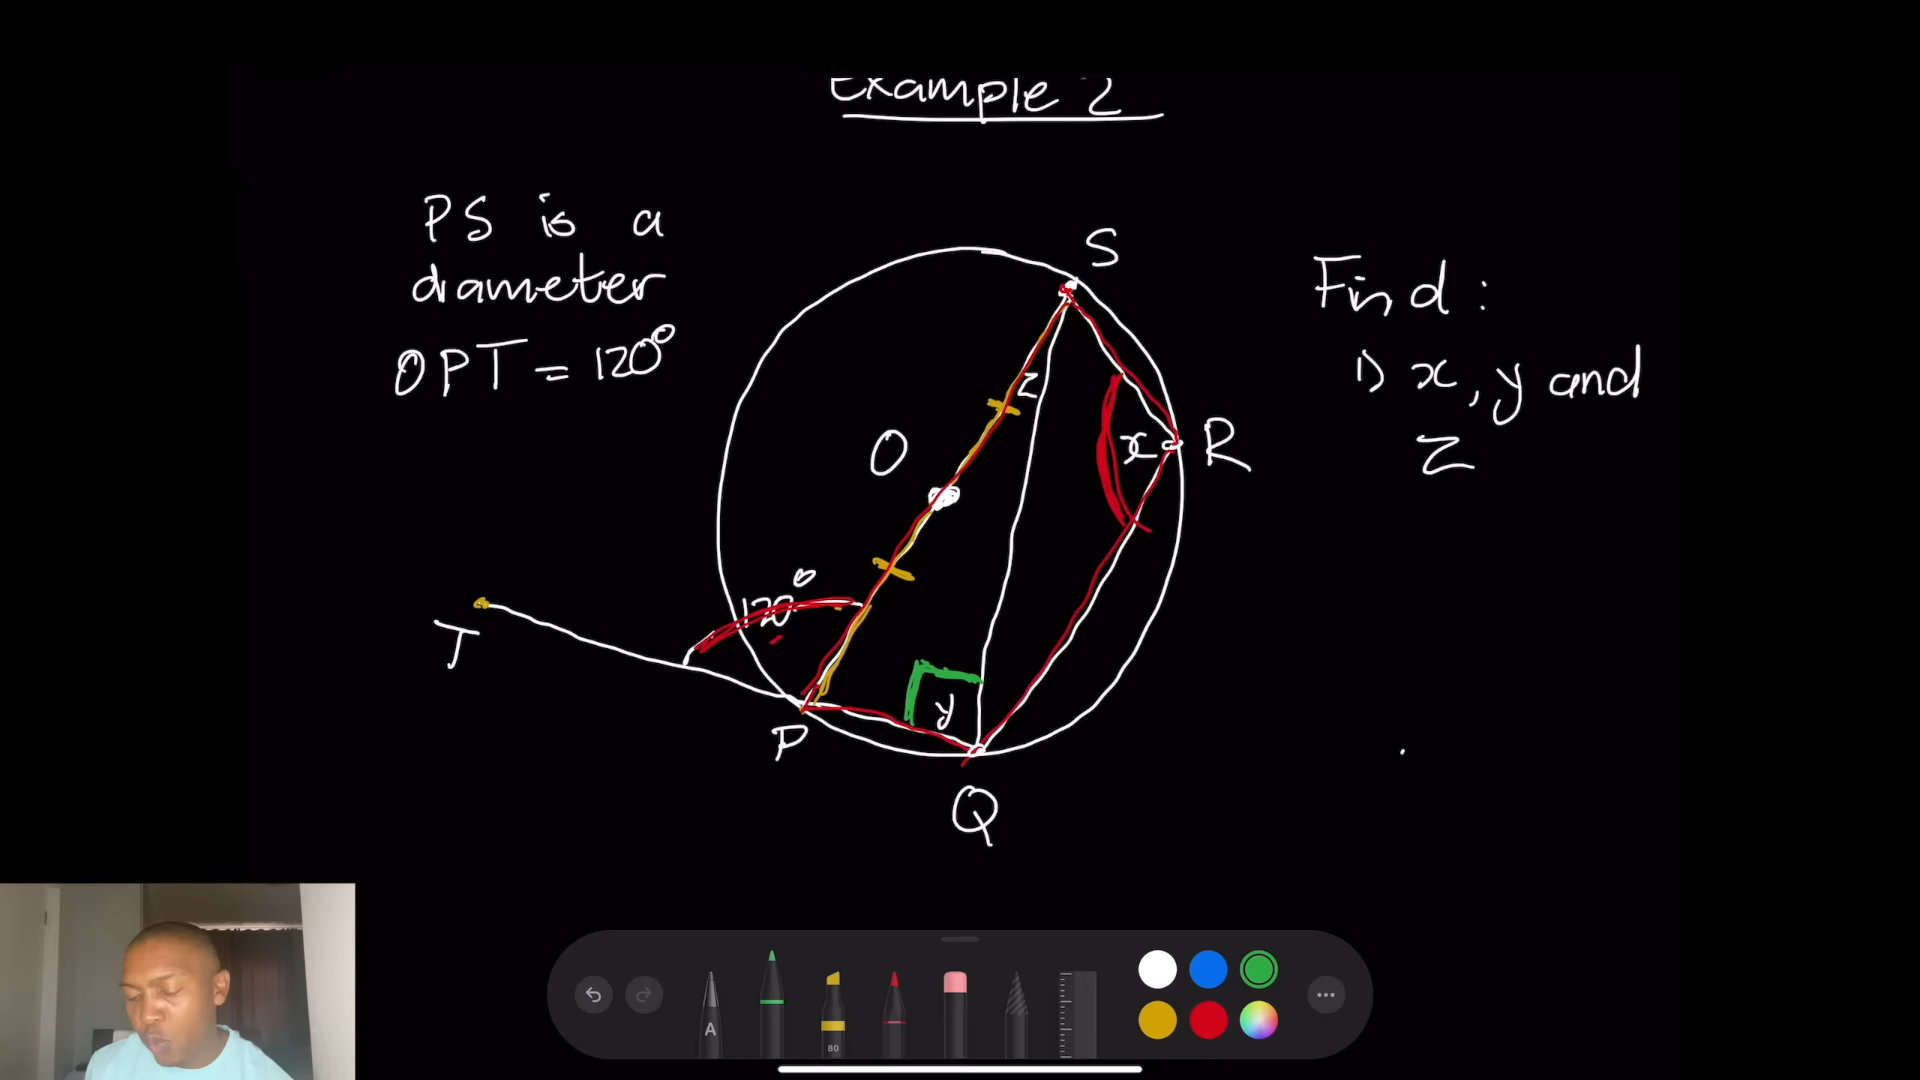 Example 2
PS is a
diameter
OPT = 120°
S
Find :
1) x, y and
z
z
O
x
R
120°
T
y
P
Q
A
80